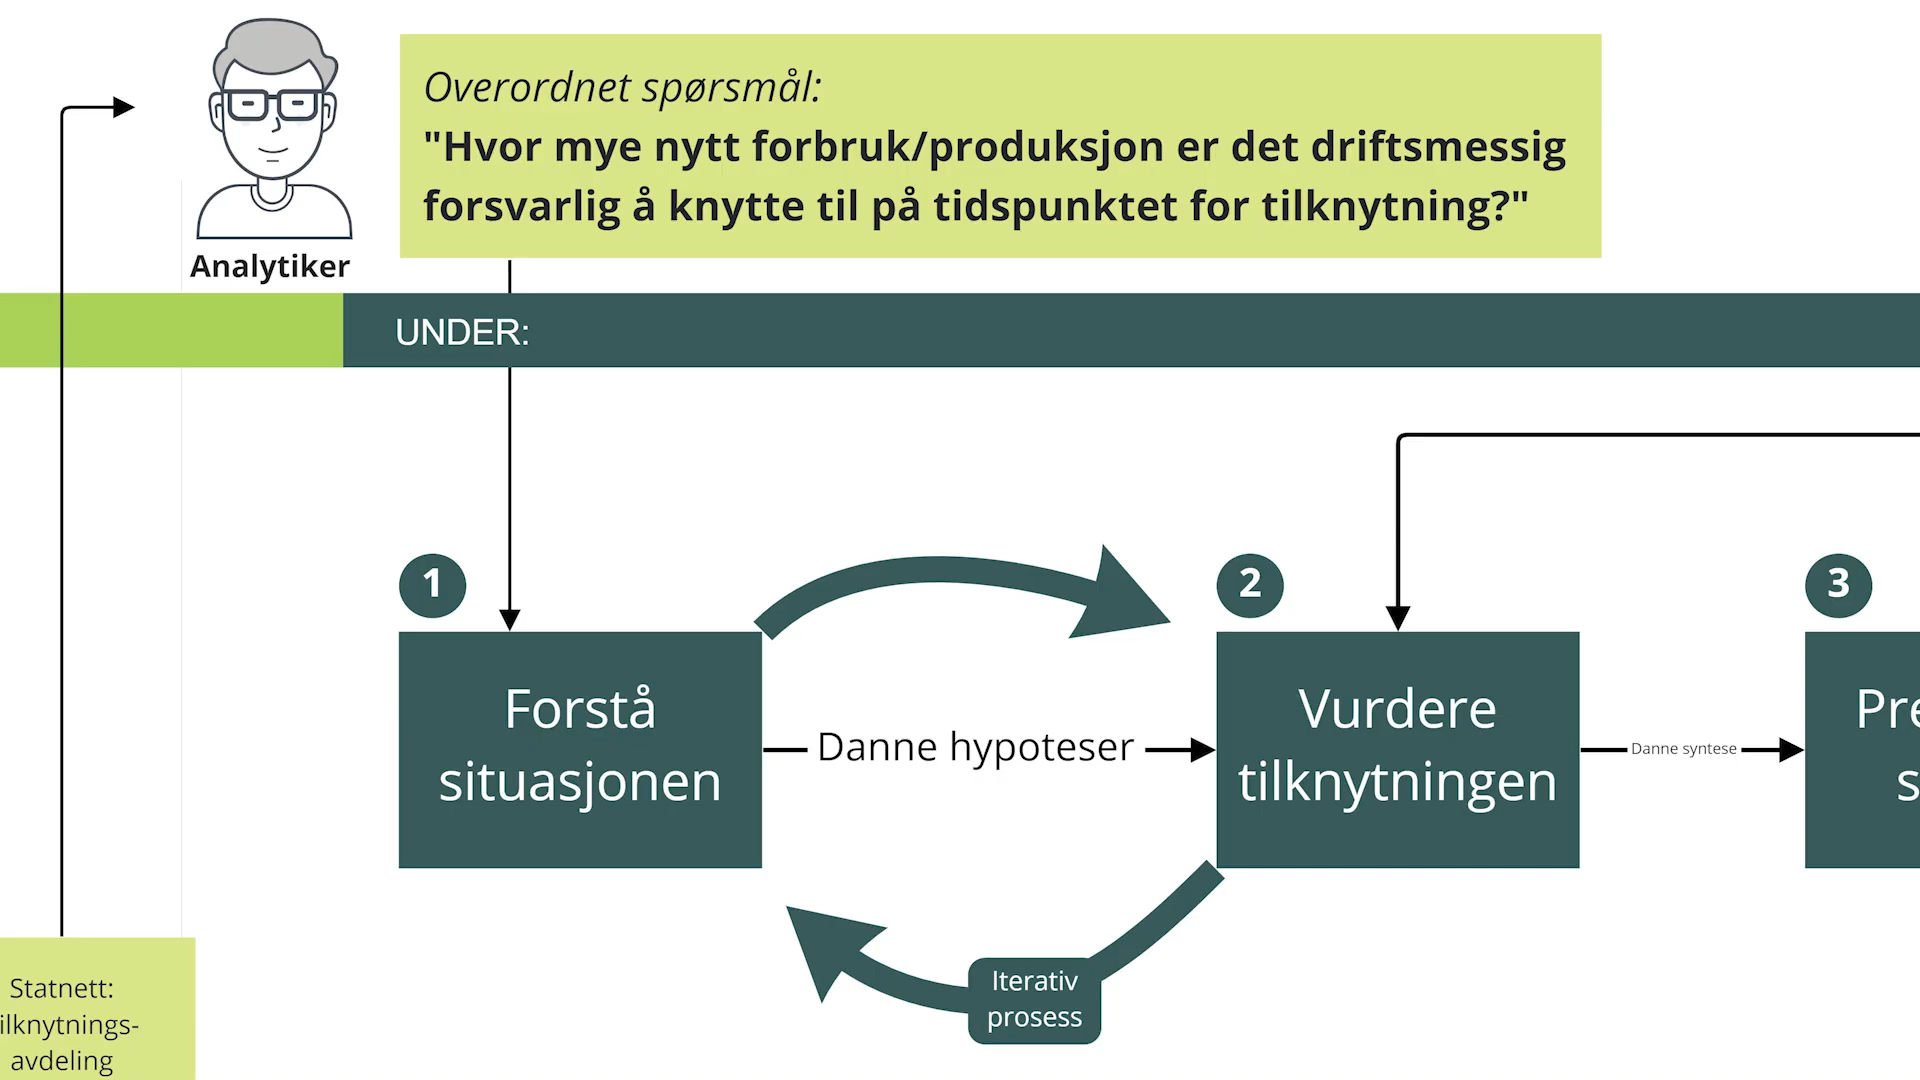 Overordnet spørsmål:
"Hvor mye nytt forbruk/produksjon er det driftsmessig
forsvarlig å knytte til på tidspunktet for tilknytning?"
Analytiker
UNDER:
1
2
3
Forstå
situasjonen
Danne hypoteser
Vurdere
tilknytningen
Danne syntese
Pre
s
Iterativ
prosess
Statnett:
ilknytnings-
avdeling